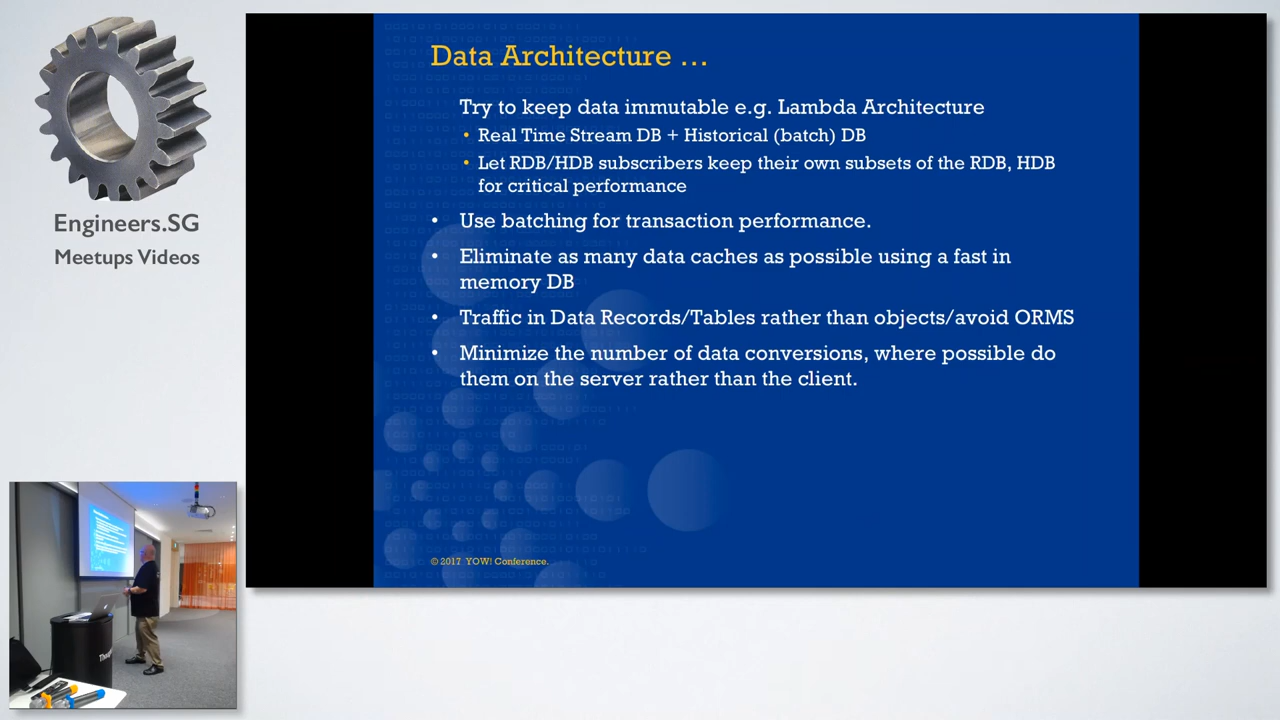 Engineers.SG
Meetups Videos
Data Architecture ...
Try to keep data immutable e.g. Lambda Architecture
• Real Time Stream DB + Historical (batch) DB
• Let RDB/HDB subscribers keep their own subsets of the RDB, HDB
for critical performance
• Use batching for transaction performance.
• Eliminate as many data caches as possible using a fast in
memory DB
• Traffic in Data Records/Tables rather than objects/avoid ORMS
• Minimize the number of data conversions, where possible do
them on the server rather than the client.
© 2017 YOW! Conference.